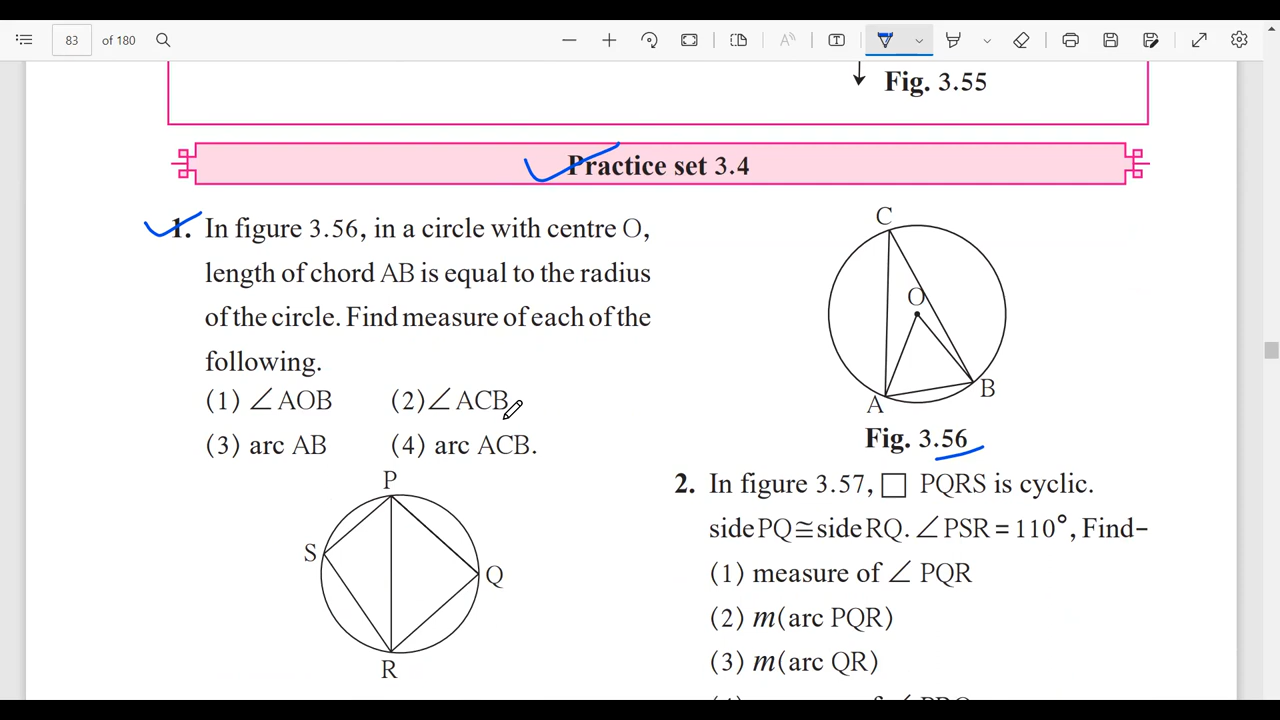 83 of 180
Fig. 3.55
Practice set 3.4
1. In figure 3.56, in a circle with centre O,
length of chord AB is equal to the radius
of the circle. Find measure of each of the
following.
(1) ∠AOB (2)∠ACB
(3) arc AB (4) arc ACB.
C
O
A
B
Fig. 3.56
P
S
Q
R
2. In figure 3.57, □ PQRS is cyclic.
side PQ≅side RQ. ∠PSR = 110°, Find-
(1) measure of ∠ PQR
(2) m(arc PQR)
(3) m(arc QR)